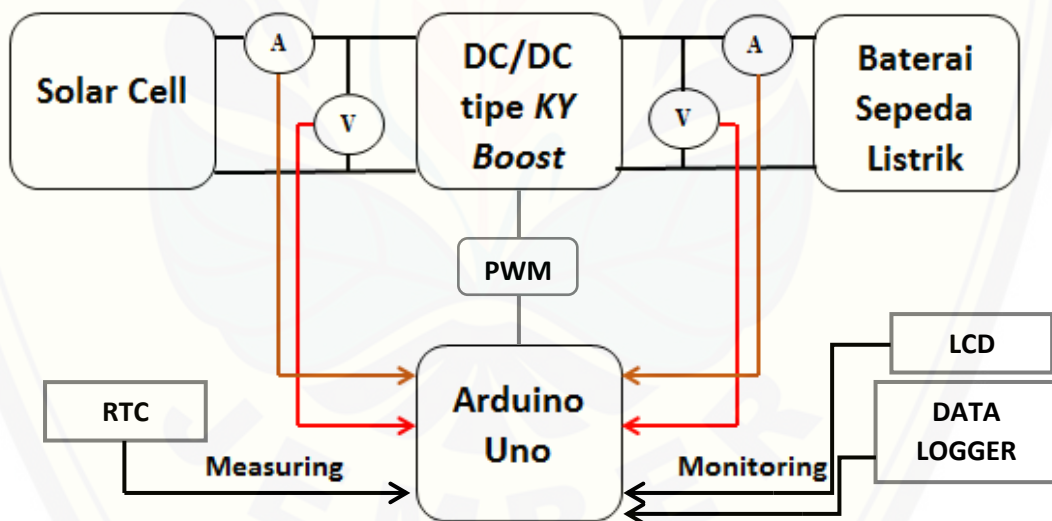 Solar Cell
A
V
DC/DC
tipe KY
Boost
A
V
Baterai
Sepeda
Listrik
PWM
RTC
Arduino
Uno
LCD
DATA
LOGGER
Measuring
Monitoring
JEMBER